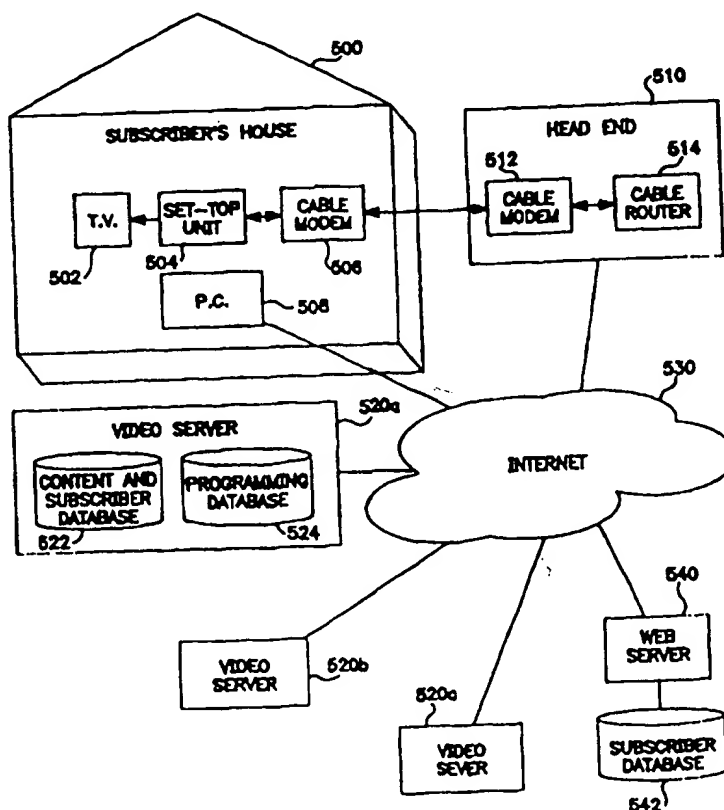 500
510
SUBSCRIBER'S HOUSE
HEAD END
512
514
T.V.
SET-TOP
UNIT
CABLE
MODEM
CABLE
MODEM
CABLE
ROUTER
502
504
506
P.C.
508
530
VIDEO SERVER
520a
INTERNET
CONTENT AND
SUBSCRIBER
DATABASE
PROGRAMMING
DATABASE
522
524
540
WEB
SERVER
VIDEO
SERVER
520b
520c
VIDEO
SEVER
SUBSCRIBER
DATABASE
542